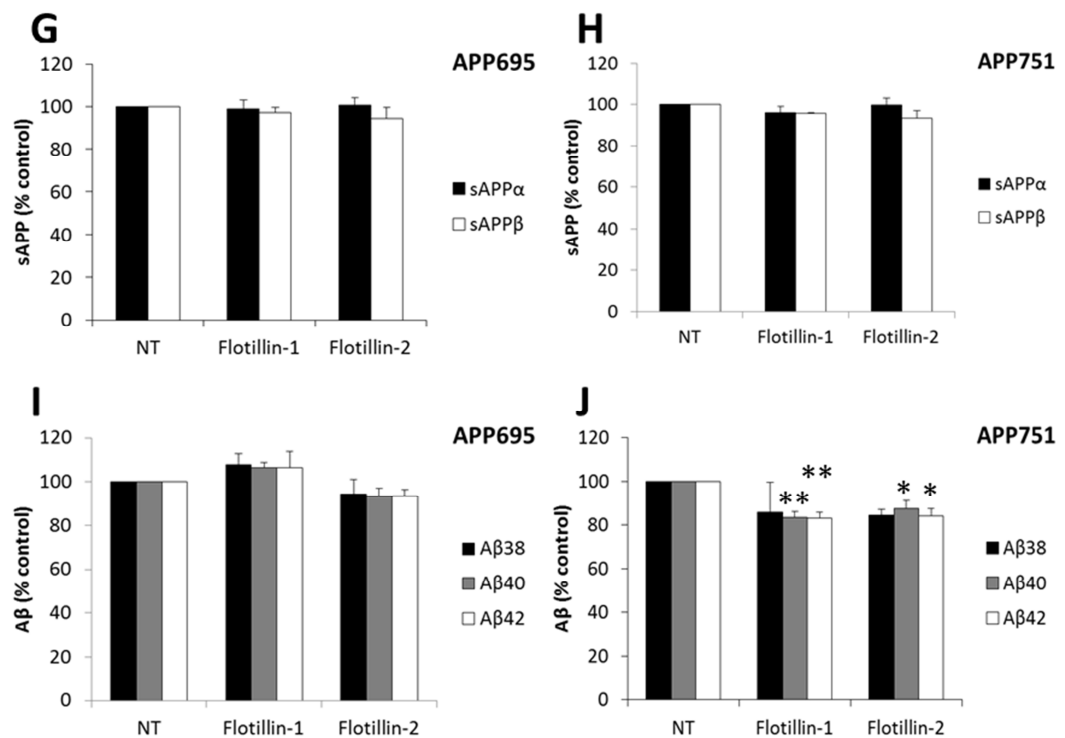 G
APP695
120
100
80
60
40
20
0
sAPP (% control)
sAPPα
sAPPβ
NT Flotillin-1 Flotillin-2
H
APP751
120
100
80
60
40
20
0
sAPP (% control)
sAPPα
sAPPβ
NT Flotillin-1 Flotillin-2
I
APP695
120
100
80
60
40
20
0
Aβ (% control)
Aβ38
Aβ40
Aβ42
NT Flotillin-1 Flotillin-2
J
APP751
120
100
80
60
40
20
0
Aβ (% control)
**
**
*
*
Aβ38
Aβ40
Aβ42
NT Flotillin-1 Flotillin-2